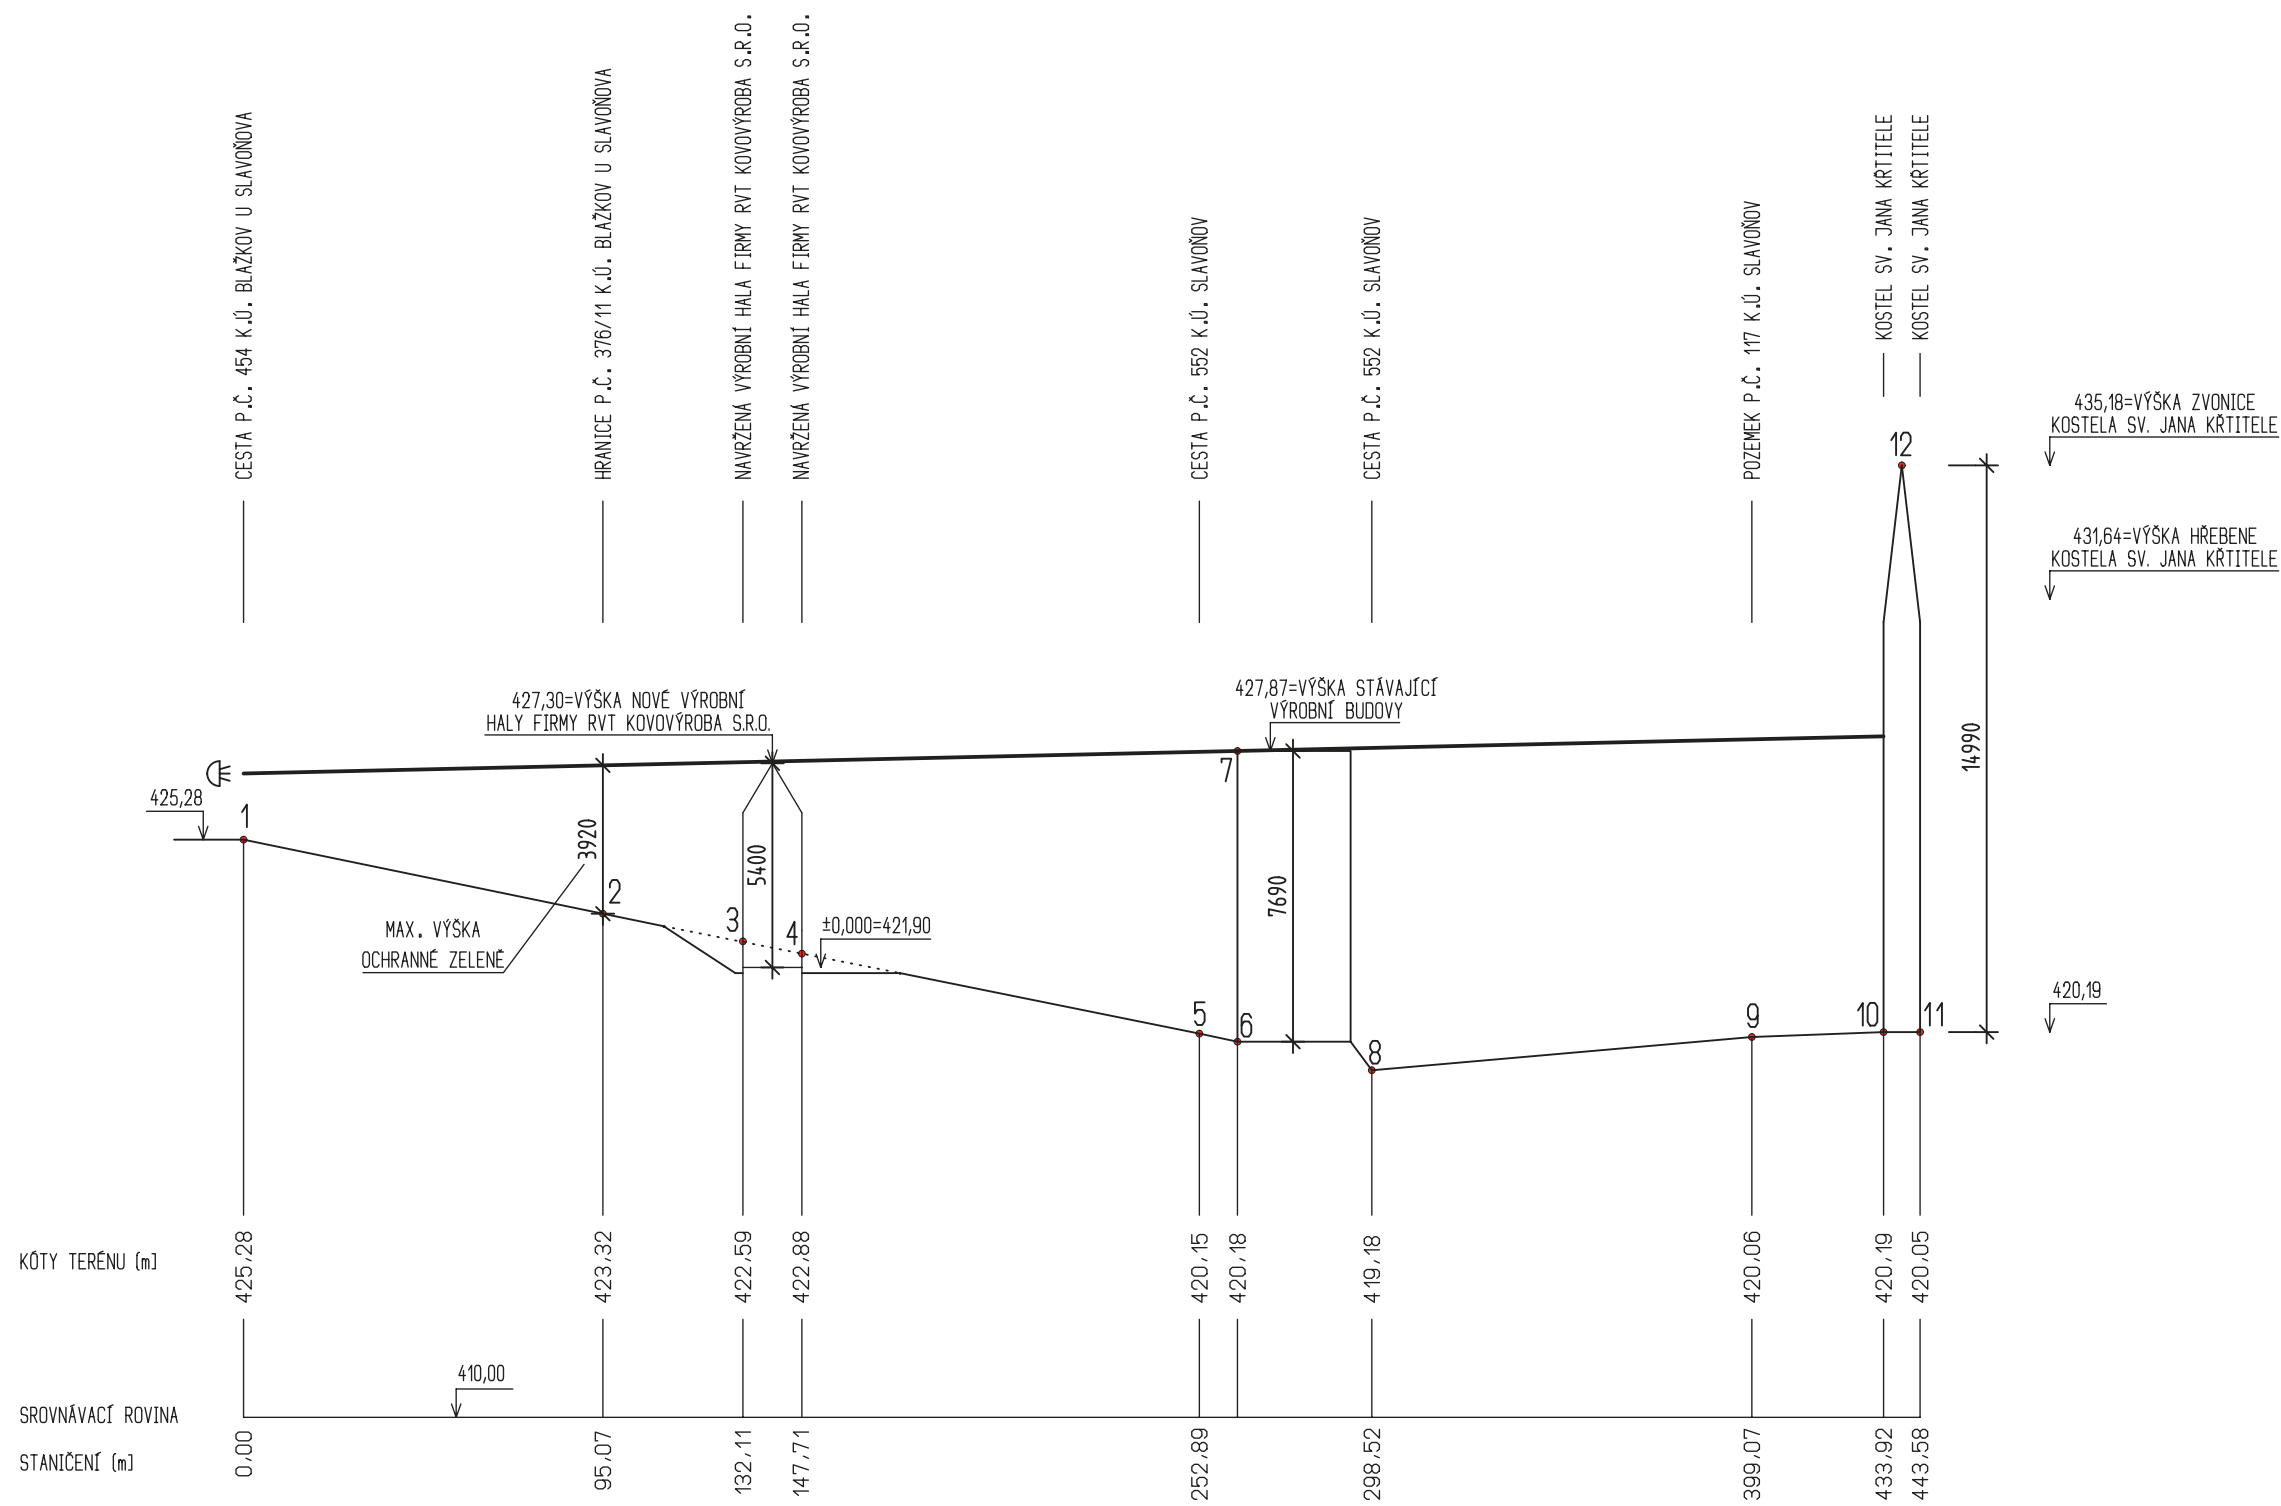 CESTA P.Č. 454 K.Ú. BLAŽKOV U SLAVOŇOVA
HRANICE P.Č. 376/11 K.Ú. BLAŽKOV U SLAVOŇOVA
NAVRŽENÁ VÝROBNÍ HALA FIRMY RVT KOVOVÝROBA S.R.O.
NAVRŽENÁ VÝROBNÍ HALA FIRMY RVT KOVOVÝROBA S.R.O.
CESTA P.Č. 552 K.Ú. SLAVOŇOV
CESTA P.Č. 552 K.Ú. SLAVOŇOV
POZEMEK P.Č. 117 K.Ú. SLAVOŇOV
KOSTEL SV. JANA KŘTITELE
KOSTEL SV. JANA KŘTITELE
435,18=VÝŠKA ZVONICE
KOSTELA SV. JANA KŘTITELE
12
431,64=VÝŠKA HŘEBENE
KOSTELA SV. JANA KŘTITELE
427,30=VÝŠKA NOVÉ VÝROBNÍ
HALY FIRMY RVT KOVOVÝROBA S.R.O.
427,87=VÝŠKA STÁVAJÍCÍ
VÝROBNÍ BUDOVY
14990
7
425,28
1
3920
5400
7690
2
3
4
±0,000=421,90
MAX. VÝŠKA
OCHRANNÉ ZELENĚ
420,19
5
6
8
9
10
11
KÓTY TERÉNU [m]
425,28
423,32
422,59
422,88
420,15
420,18
419,18
420,06
420,19
420,05
410,00
SROVNÁVACÍ ROVINA
STANIČENÍ [m]
0,00
95,07
132,11
147,71
252,89
298,52
399,07
433,92
443,58